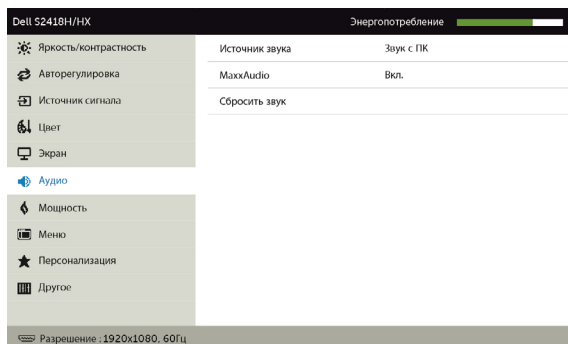 Dell S2418H/HX Энергопотребление
Яркость/контрастность
Авторегулировка
Источник сигнала
Цвет
Экран
Аудио
Мощность
Меню
Персонализация
Другое
Источник звука Звук с ПК
MaxxAudio Вкл.
Сбросить звук
Разрешение : 1920x1080, 60Гц